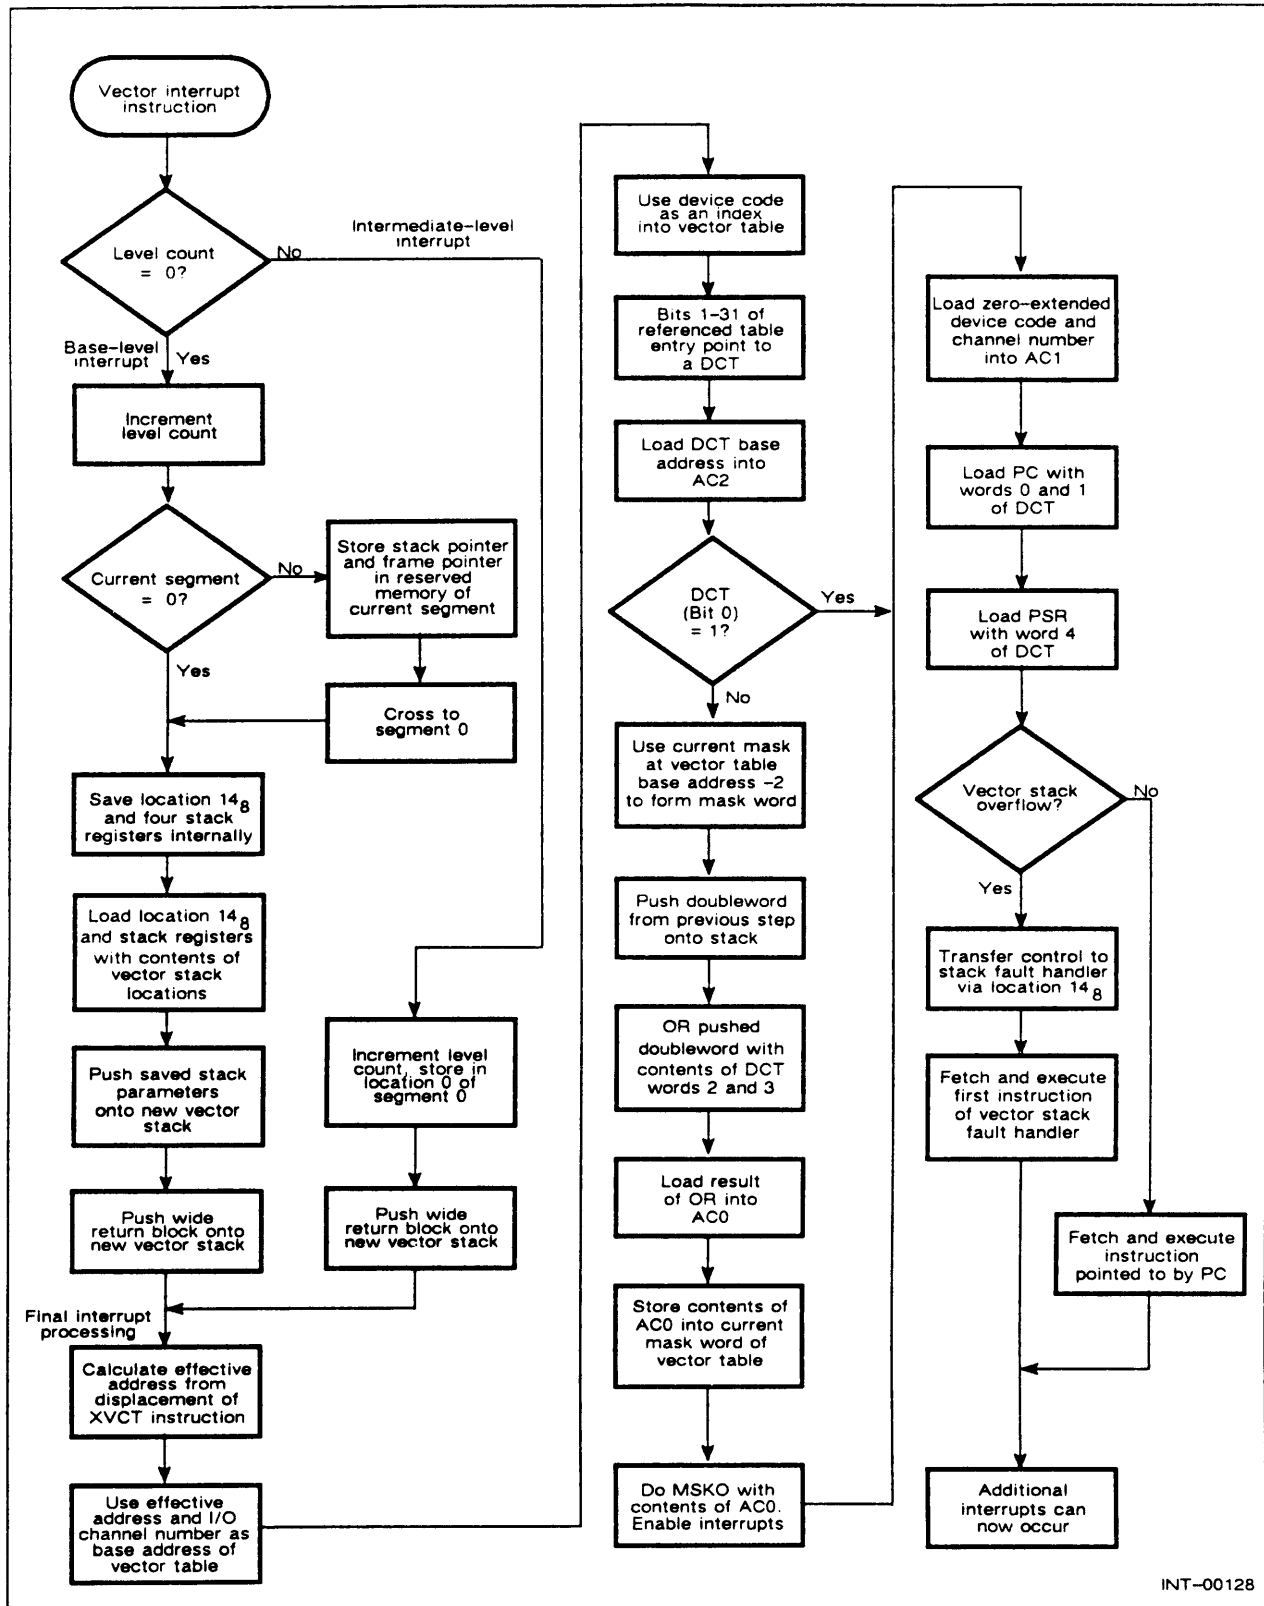 Vector interrupt
instruction
Level count
= 0?
No
Intermediate-level
interrupt
Base-level
interrupt
Yes
Increment
level count
Current segment
= 0?
No
Store stack pointer
and frame pointer
in reserved
memory of
current segment
Yes
Cross to
segment 0
Save location 14₈
and four stack
registers internally
Load location 14₈
and stack registers
with contents of
vector stack
locations
Push saved stack
parameters
onto new vector
stack
Push wide
return block onto
new vector stack
Increment level
count, store in
location 0 of
segment 0
Push wide
return block onto
new vector stack
Final interrupt
processing
Calculate effective
address from
displacement of
XVCT instruction
Use effective
address and I/O
channel number as
base address of
vector table
Use device code
as an index
into vector table
Bits 1-31 of
referenced table
entry point to
a DCT
Load DCT base
address into
AC2
DCT
(Bit 0)
= 1?
Yes
No
Use current mask
at vector table
base address -2
to form mask word
Push doubleword
from previous step
onto stack
OR pushed
doubleword with
contents of DCT
words 2 and 3
Load result
of OR into
AC0
Store contents of
AC0 into current
mask word of
vector table
Do MSKO with
contents of AC0.
Enable interrupts
Load zero-extended
device code and
channel number
into AC1
Load PC with
words 0 and 1
of DCT
Load PSR
with word 4
of DCT
Vector stack
overflow?
No
Yes
Transfer control to
stack fault handler
via location 14₈
Fetch and execute
first instruction
of vector stack
fault handler
Fetch and execute
instruction
pointed to by PC
Additional
interrupts can
now occur
INT-00128